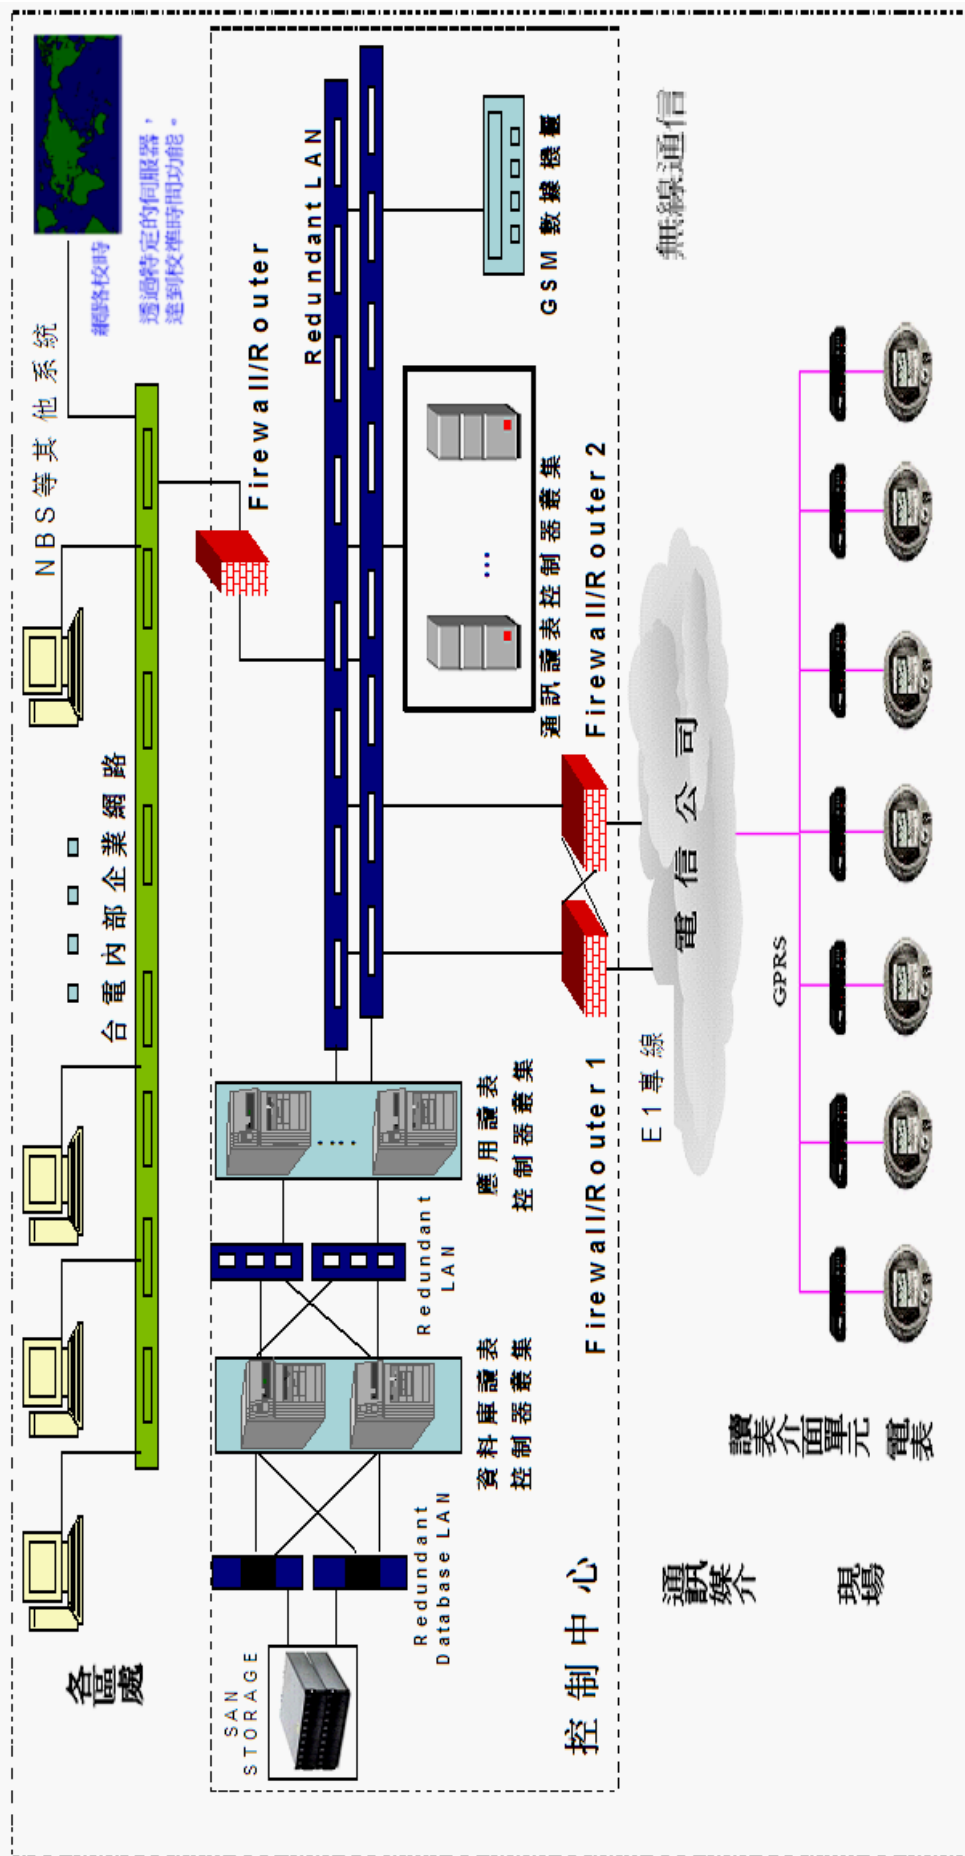 各區處
台電內部企業網路
NBS等其他系統
網路校時
透過特定的伺服器，
達到校準時間功能。
Firewall/Router
Redundant LAN
SAN
STORAGE
Redundant
Database LAN
資料庫讀表
控制器叢集
Redundant
LAN
應用讀表
控制器叢集
通訊讀表控制器叢集
GSM 數據機櫃
控制中心
Firewall/Router 1
Firewall/Router 2
通訊
媒介
E1專線
電信公司
無線通信
GPRS
現場
讀表介面單元
電表